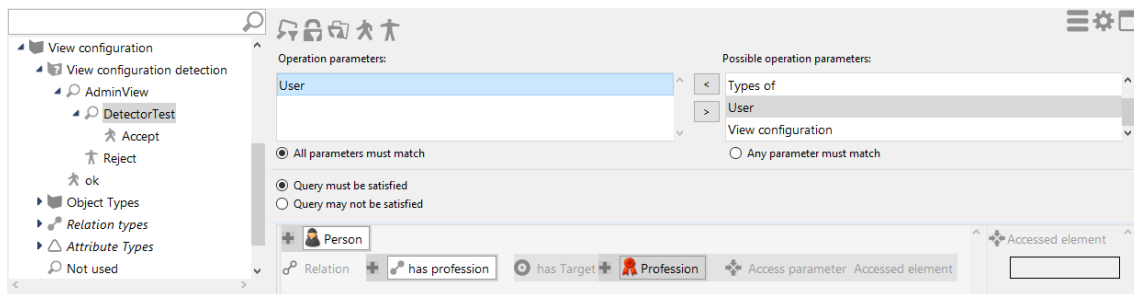 View configuration
View configuration detection
AdminView
DetectorTest
Accept
Reject
ok
Object Types
Relation types
Attribute Types
Not used
Operation parameters:
User
All parameters must match
< 
>
Possible operation parameters:
Types of
User
View configuration
Any parameter must match
Query must be satisfied
Query may not be satisfied
Person
Relation has profession has Target Profession Access parameter Accessed element
Accessed element